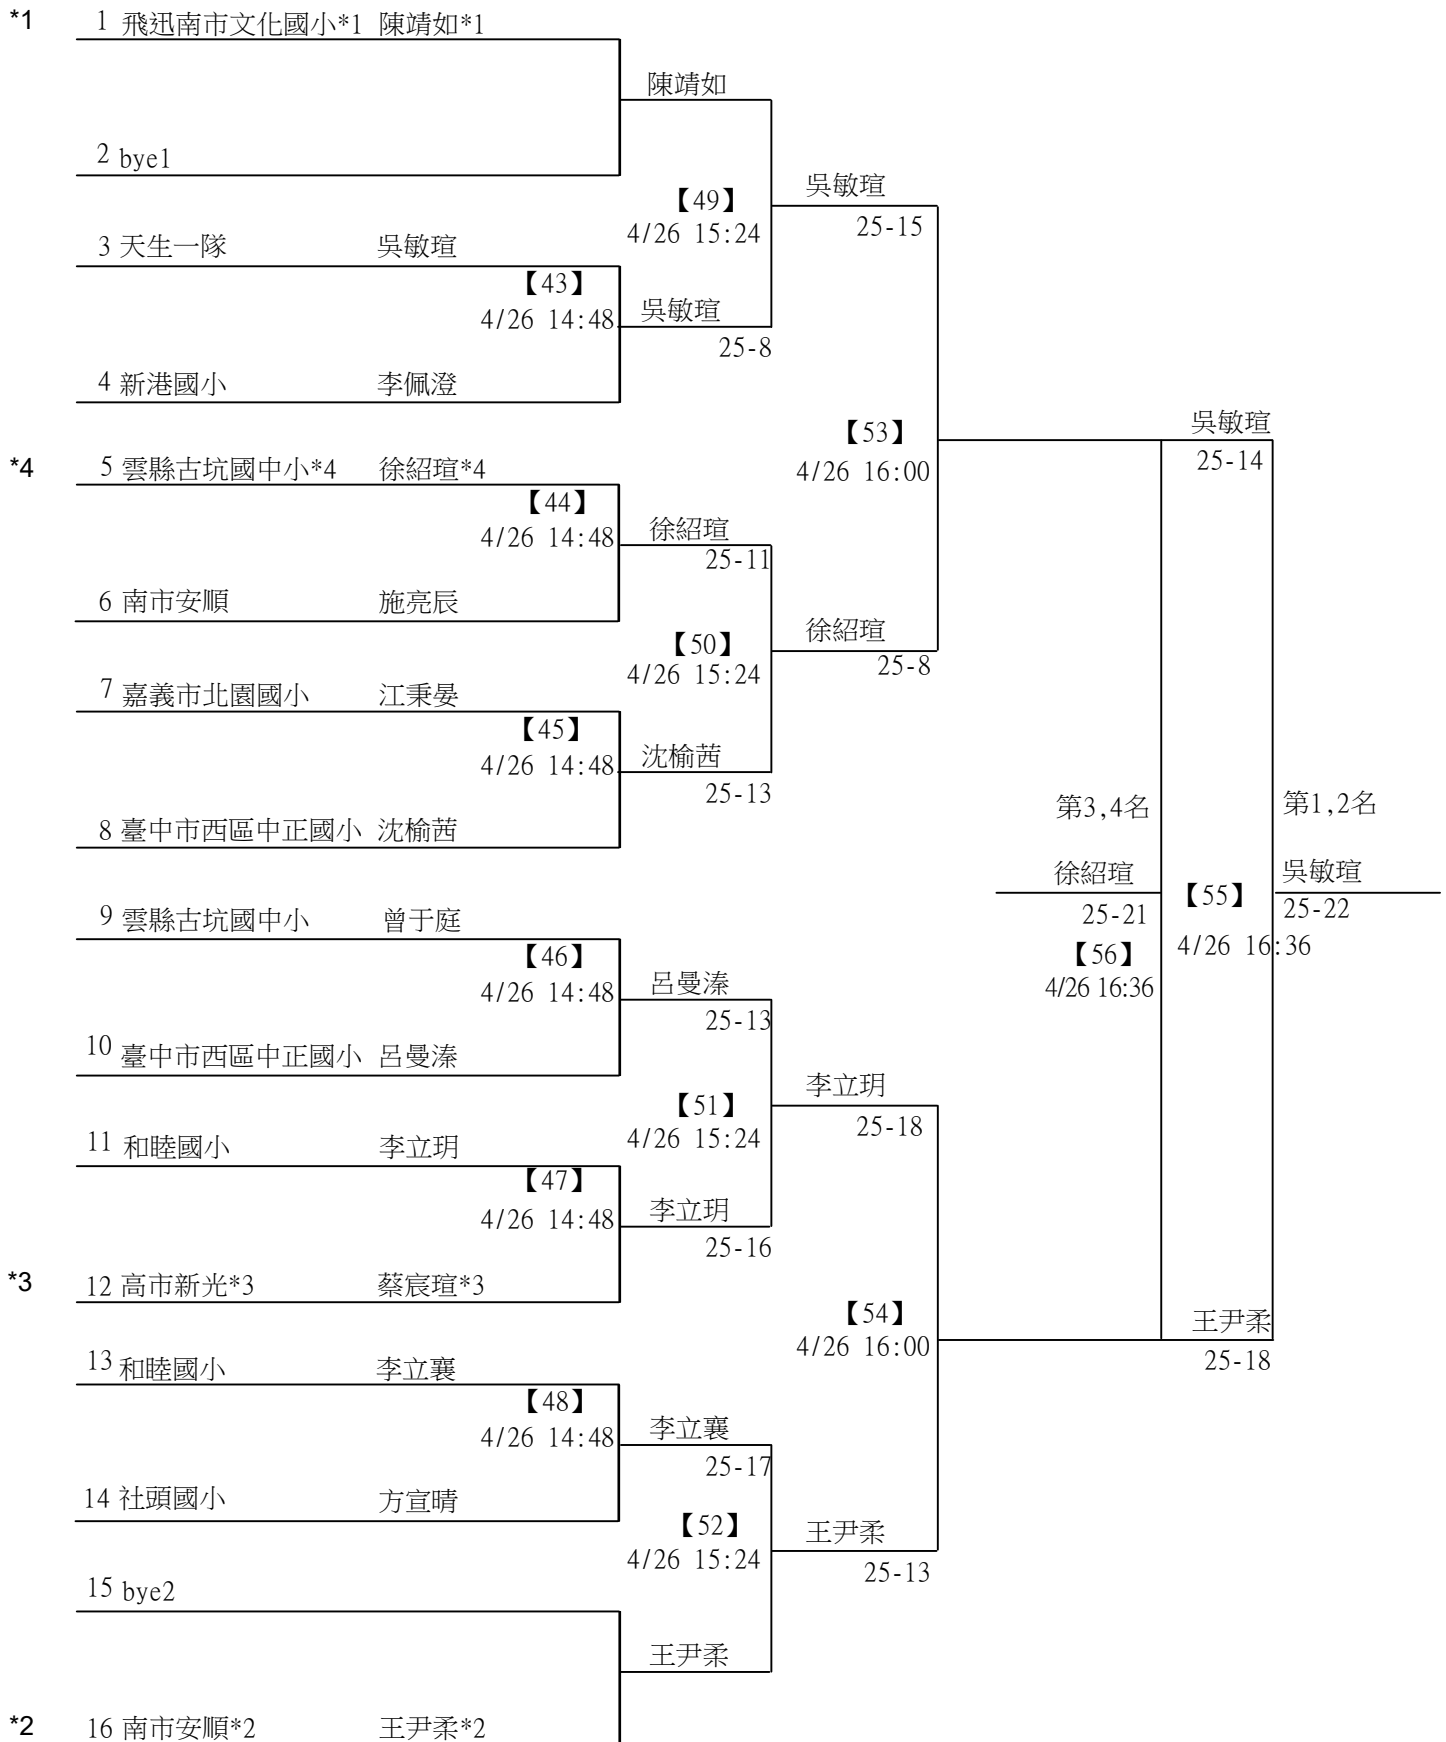 *1 1 飛迅南市文化國小*1 陳靖如*1
陳靖如
2 bye1
吳敏瑄
【49】
25-15
4/26 15:24
3 天生一隊 吳敏瑄
【43】
吳敏瑄
4/26 14:48
25-8
4 新港國小 李佩澄
吳敏瑄
【53】
25-14
*4 5 雲縣古坑國中小*4 徐紹瑄*4
4/26 16:00
【44】
徐紹瑄
4/26 14:48
25-11
6 南市安順 施亮辰
徐紹瑄
【50】
25-8
4/26 15:24
7 嘉義市北園國小 江秉晏
【45】
沈榆茜
4/26 14:48
25-13
第3,4名 第1,2名
8 臺中市西區中正國小 沈榆茜
徐紹瑄 吳敏瑄
【55】
25-21 25-22
9 雲縣古坑國中小 曾于庭
4/26 16:36
【46】
【56】
呂曼溱
4/26 14:48
4/26 16:36
25-13
10 臺中市西區中正國小 呂曼溱
李立玥
【51】
25-18
4/26 15:24
11 和睦國小 李立玥
【47】
李立玥
4/26 14:48
25-16
*3 12 高市新光*3 蔡宸瑄*3
【54】
王尹柔
4/26 16:00
25-18
13 和睦國小 李立襄
【48】
李立襄
4/26 14:48
25-17
14 社頭國小 方宣晴
【52】
王尹柔
4/26 15:24
25-13
15 bye2
王尹柔
*2 16 南市安順*2 王尹柔*2